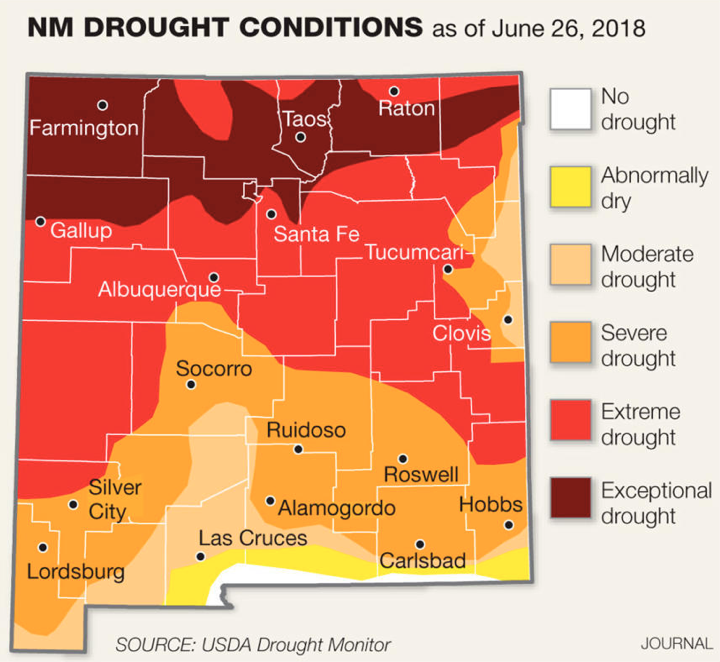 NM DROUGHT CONDITIONS as of June 26, 2018
No
drought
Abnormally
dry
Moderate
drought
Severe
drought
Extreme
drought
Exceptional
drought
Farmington
Taos
Raton
Gallup
Santa Fe
Tucumcari
Albuquerque
Clovis
Socorro
Ruidoso
Roswell
Silver
City
Alamogordo
Hobbs
Las Cruces
Carlsbad
Lordsburg
SOURCE: USDA Drought Monitor
JOURNAL